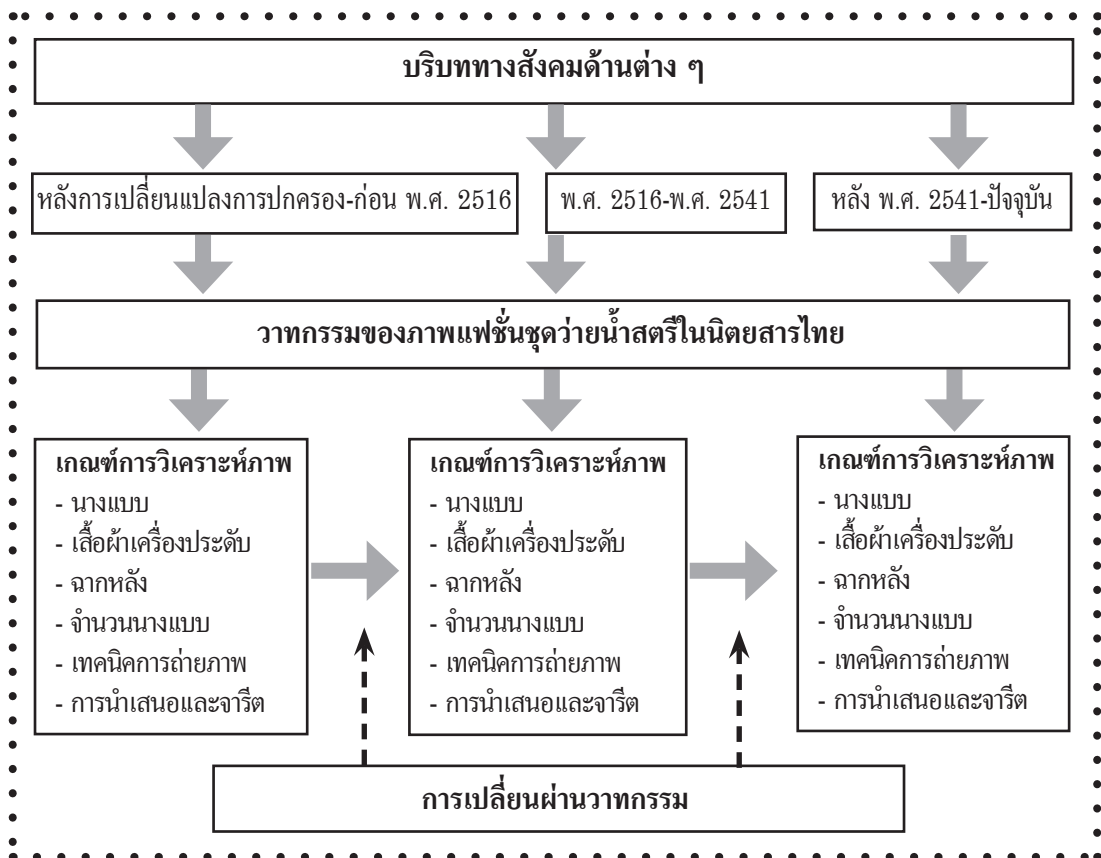 บริบททางสังคมด้านต่าง ๆ
หลังการเปลี่ยนแปลงการปกครอง-ก่อน พ.ศ. 2516
พ.ศ. 2516-พ.ศ. 2541
หลัง พ.ศ. 2541-ปัจจุบัน
วาทกรรมของภาพแฟชั่นชุดว่ายน้ำสตรีในนิตยสารไทย
เกณฑ์การวิเคราะห์ภาพ
- นางแบบ
- เสื้อผ้าเครื่องประดับ
- ฉากหลัง
- จำนวนนางแบบ
- เทคนิคการถ่ายภาพ
- การนำเสนอและจารีต
เกณฑ์การวิเคราะห์ภาพ
- นางแบบ
- เสื้อผ้าเครื่องประดับ
- ฉากหลัง
- จำนวนนางแบบ
- เทคนิคการถ่ายภาพ
- การนำเสนอและจารีต
เกณฑ์การวิเคราะห์ภาพ
- นางแบบ
- เสื้อผ้าเครื่องประดับ
- ฉากหลัง
- จำนวนนางแบบ
- เทคนิคการถ่ายภาพ
- การนำเสนอและจารีต
การเปลี่ยนผ่านวาทกรรม